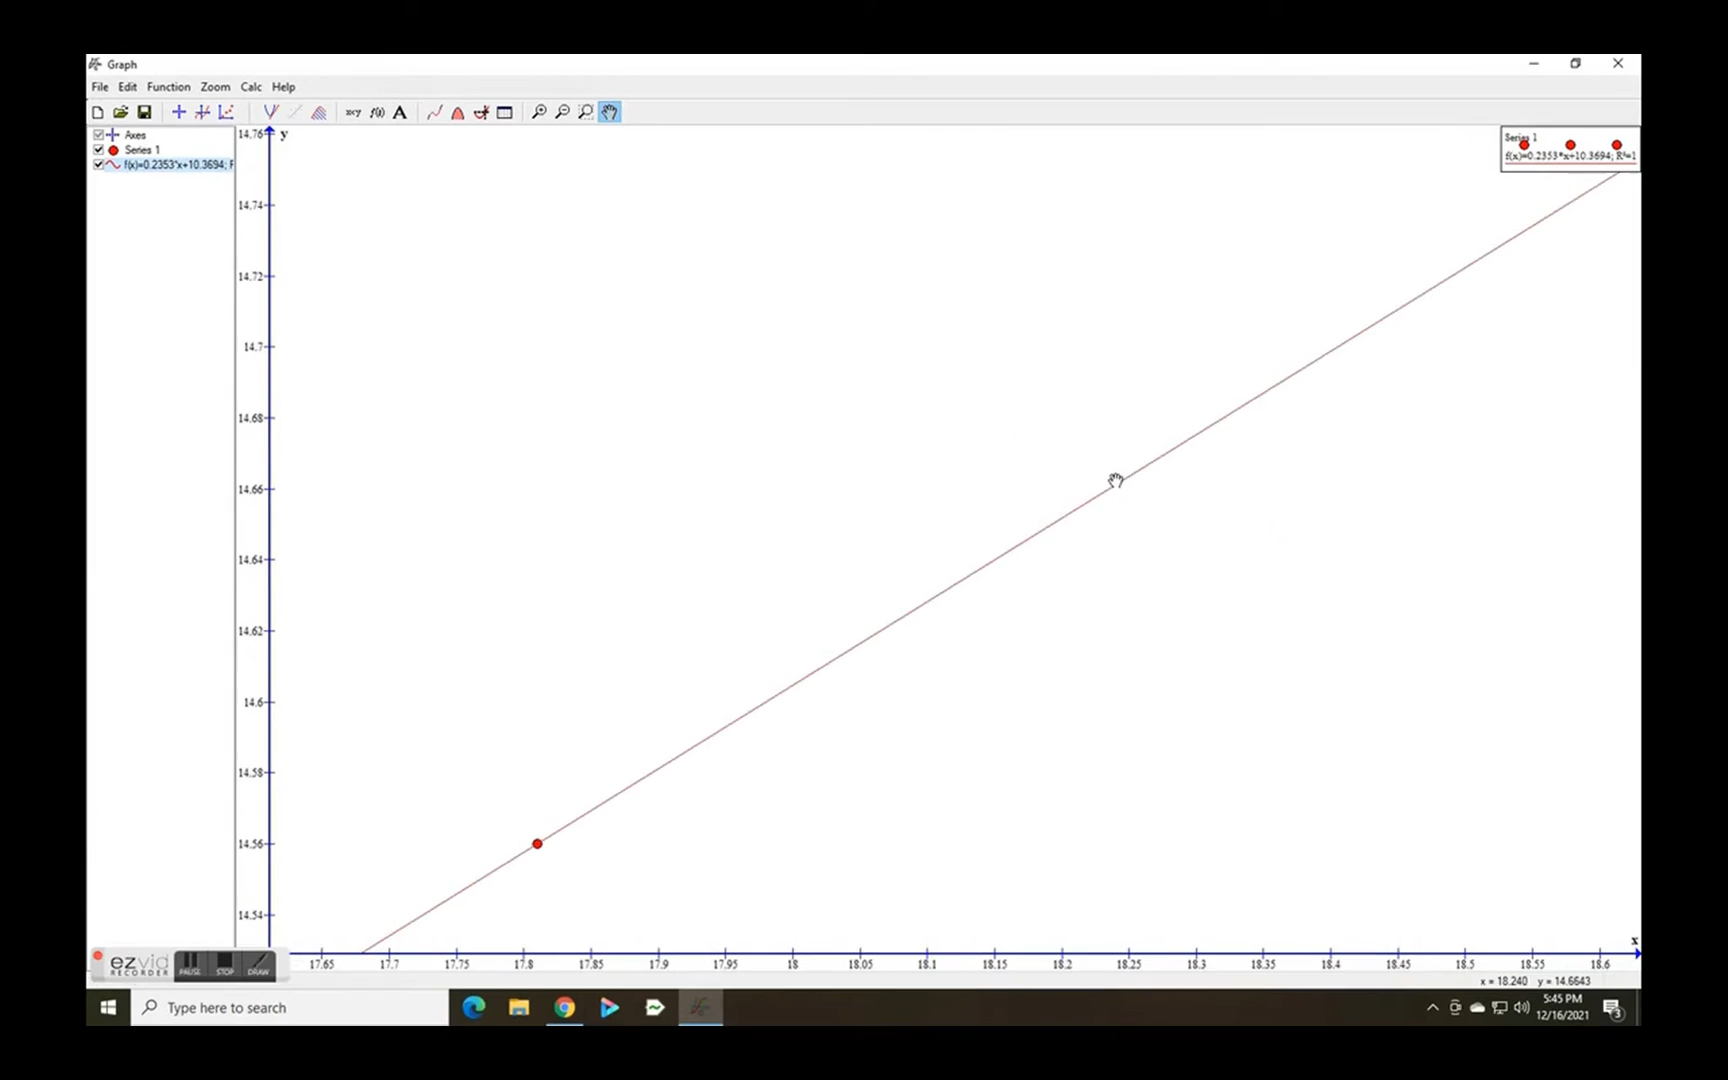 Graph
File Edit Function Zoom Calc Help
Axes
Series 1
f(x)=0.2353*x+10.3694; F
y
14.76
14.74
14.72
14.7
14.68
14.66
14.64
14.62
14.6
14.58
14.56
14.54
Series 1
f(x)=0.2353*x+10.3694; R²=1
x
17.65 17.7 17.75 17.8 17.85 17.9 17.95 18 18.05 18.1 18.15 18.2 18.25 18.3 18.35 18.4 18.45 18.5 18.55 18.6
ezvid
RECORDER
PAUSE STOP DRAW
x = 18.240 y = 14.6643
Type here to search
5:45 PM
12/16/2021
3